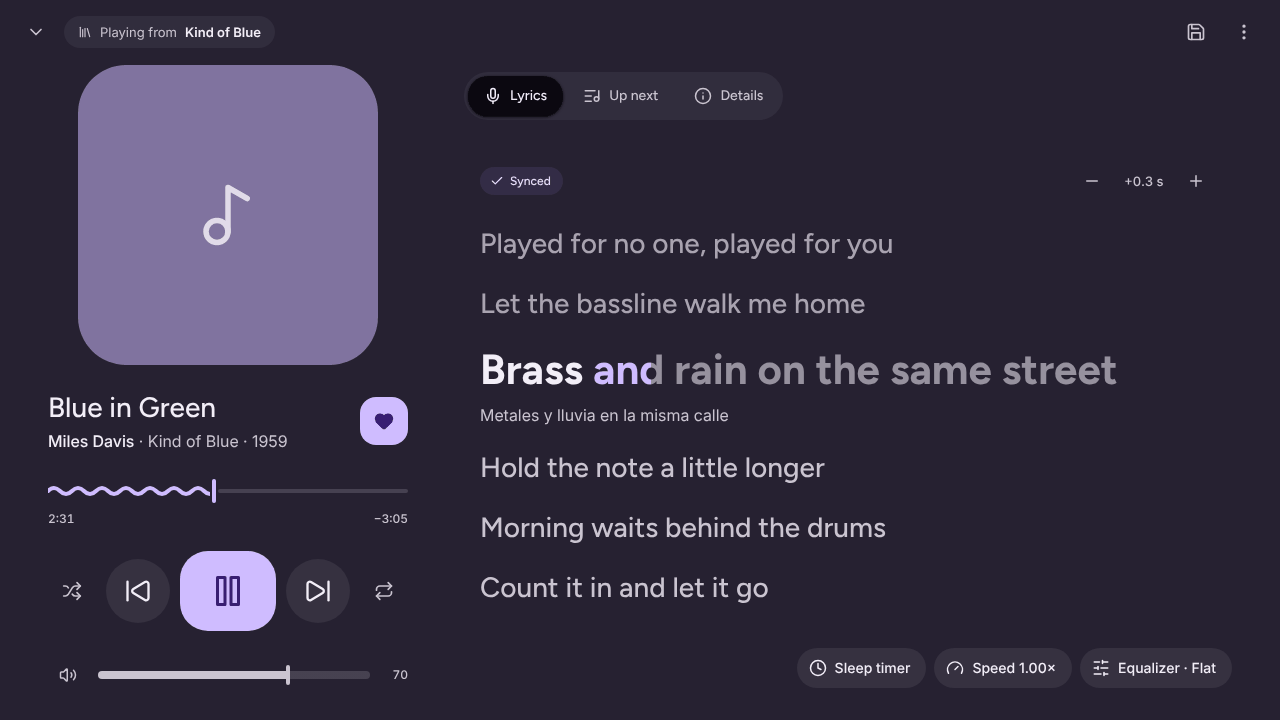 Playing from Kind of Blue
Lyrics
Up next
Details
Synced
+0.3 s
Played for no one, played for you
Let the bassline walk me home
Brass and rain on the same street
Metales y lluvia en la misma calle
Hold the note a little longer
Morning waits behind the drums
Count it in and let it go
Blue in Green
Miles Davis · Kind of Blue · 1959
2:31
−3:05
70
Sleep timer
Speed 1.00×
Equalizer · Flat